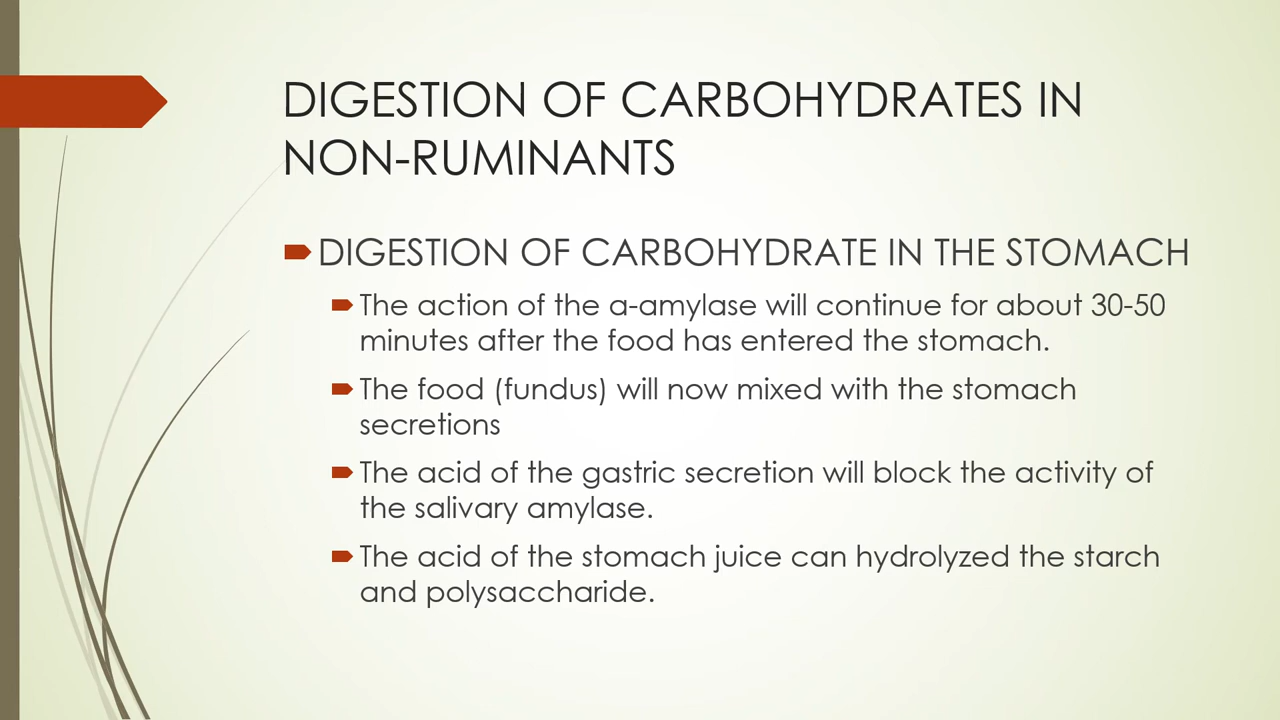 DIGESTION OF CARBOHYDRATES IN
NON-RUMINANTS
DIGESTION OF CARBOHYDRATE IN THE STOMACH
The action of the a-amylase will continue for about 30-50
minutes after the food has entered the stomach.
The food (fundus) will now mixed with the stomach
secretions
The acid of the gastric secretion will block the activity of
the salivary amylase.
The acid of the stomach juice can hydrolyzed the starch
and polysaccharide.